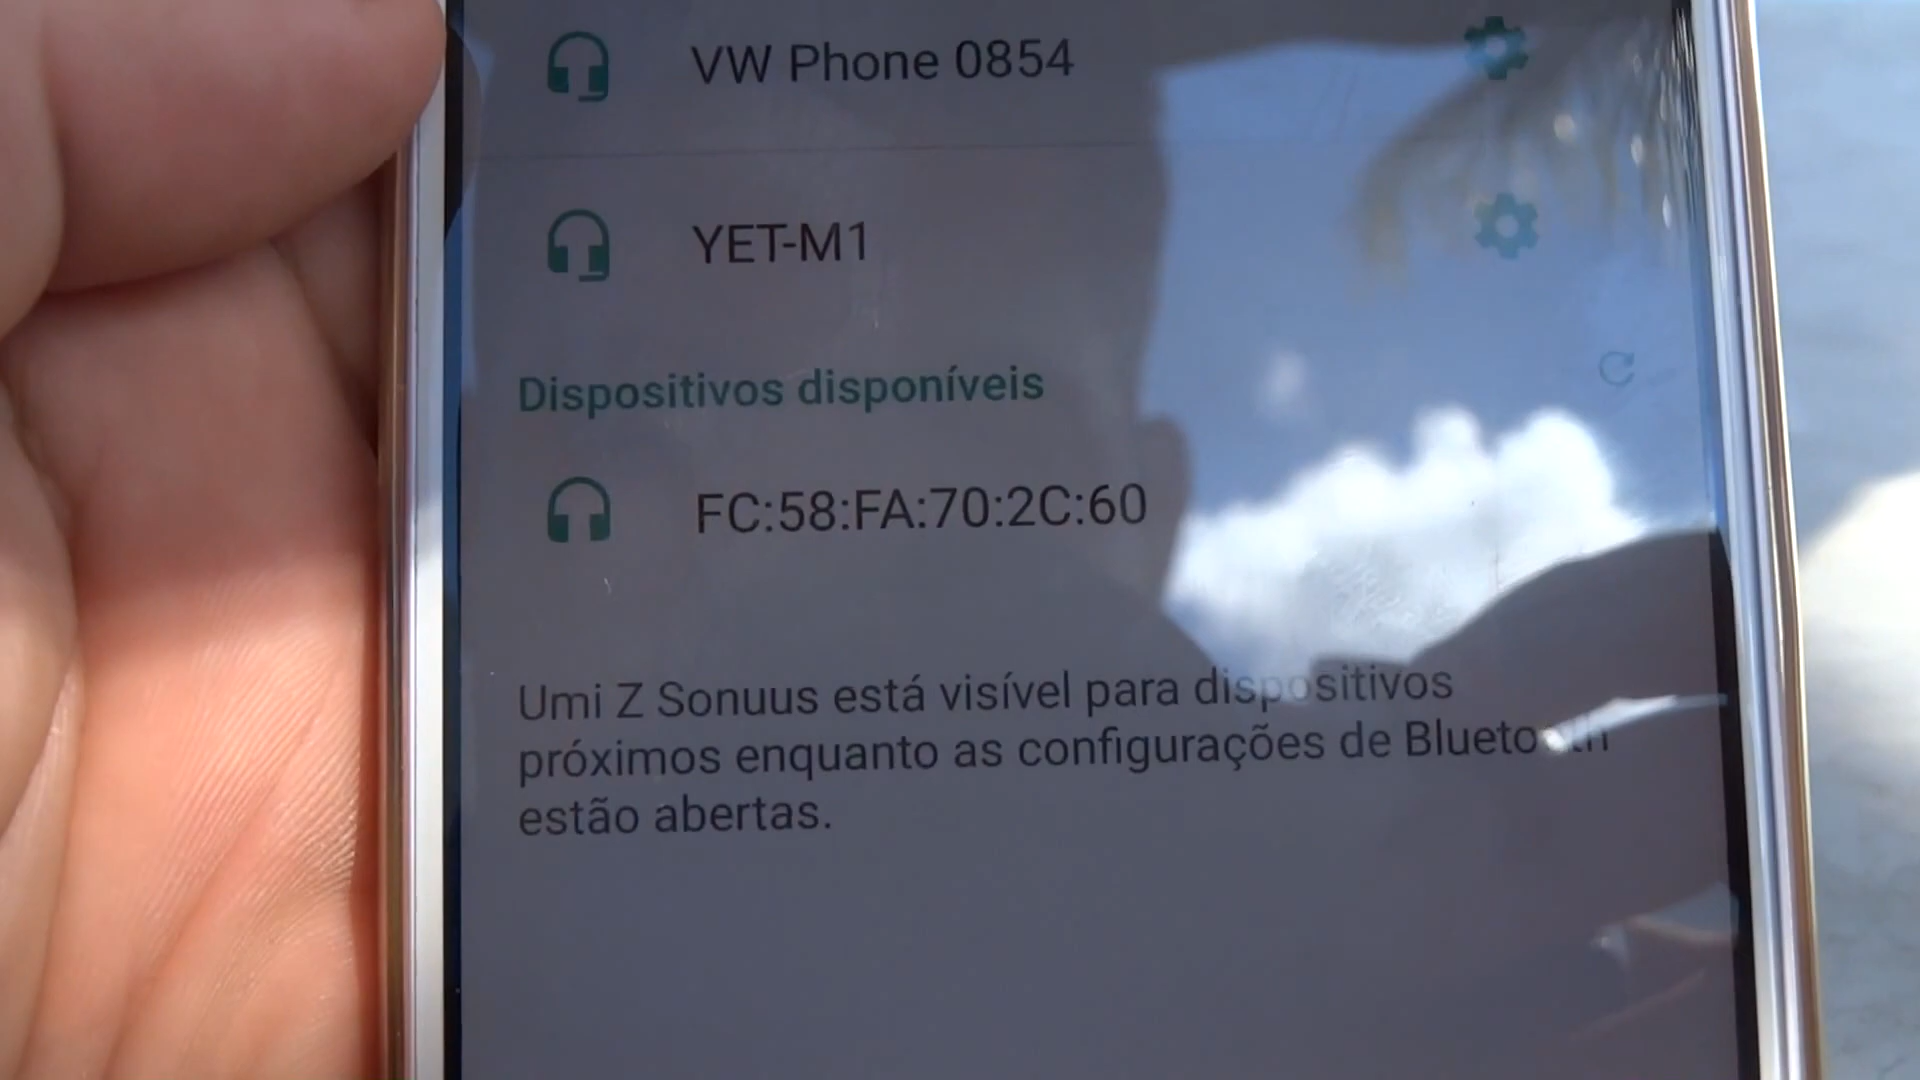 VW Phone 0854
YET-M1
Dispositivos disponíveis
FC:58:FA:70:2C:60
Umi Z Sonuus está visível para dispositivos
próximos enquanto as configurações de Bluetooth
estão abertas.